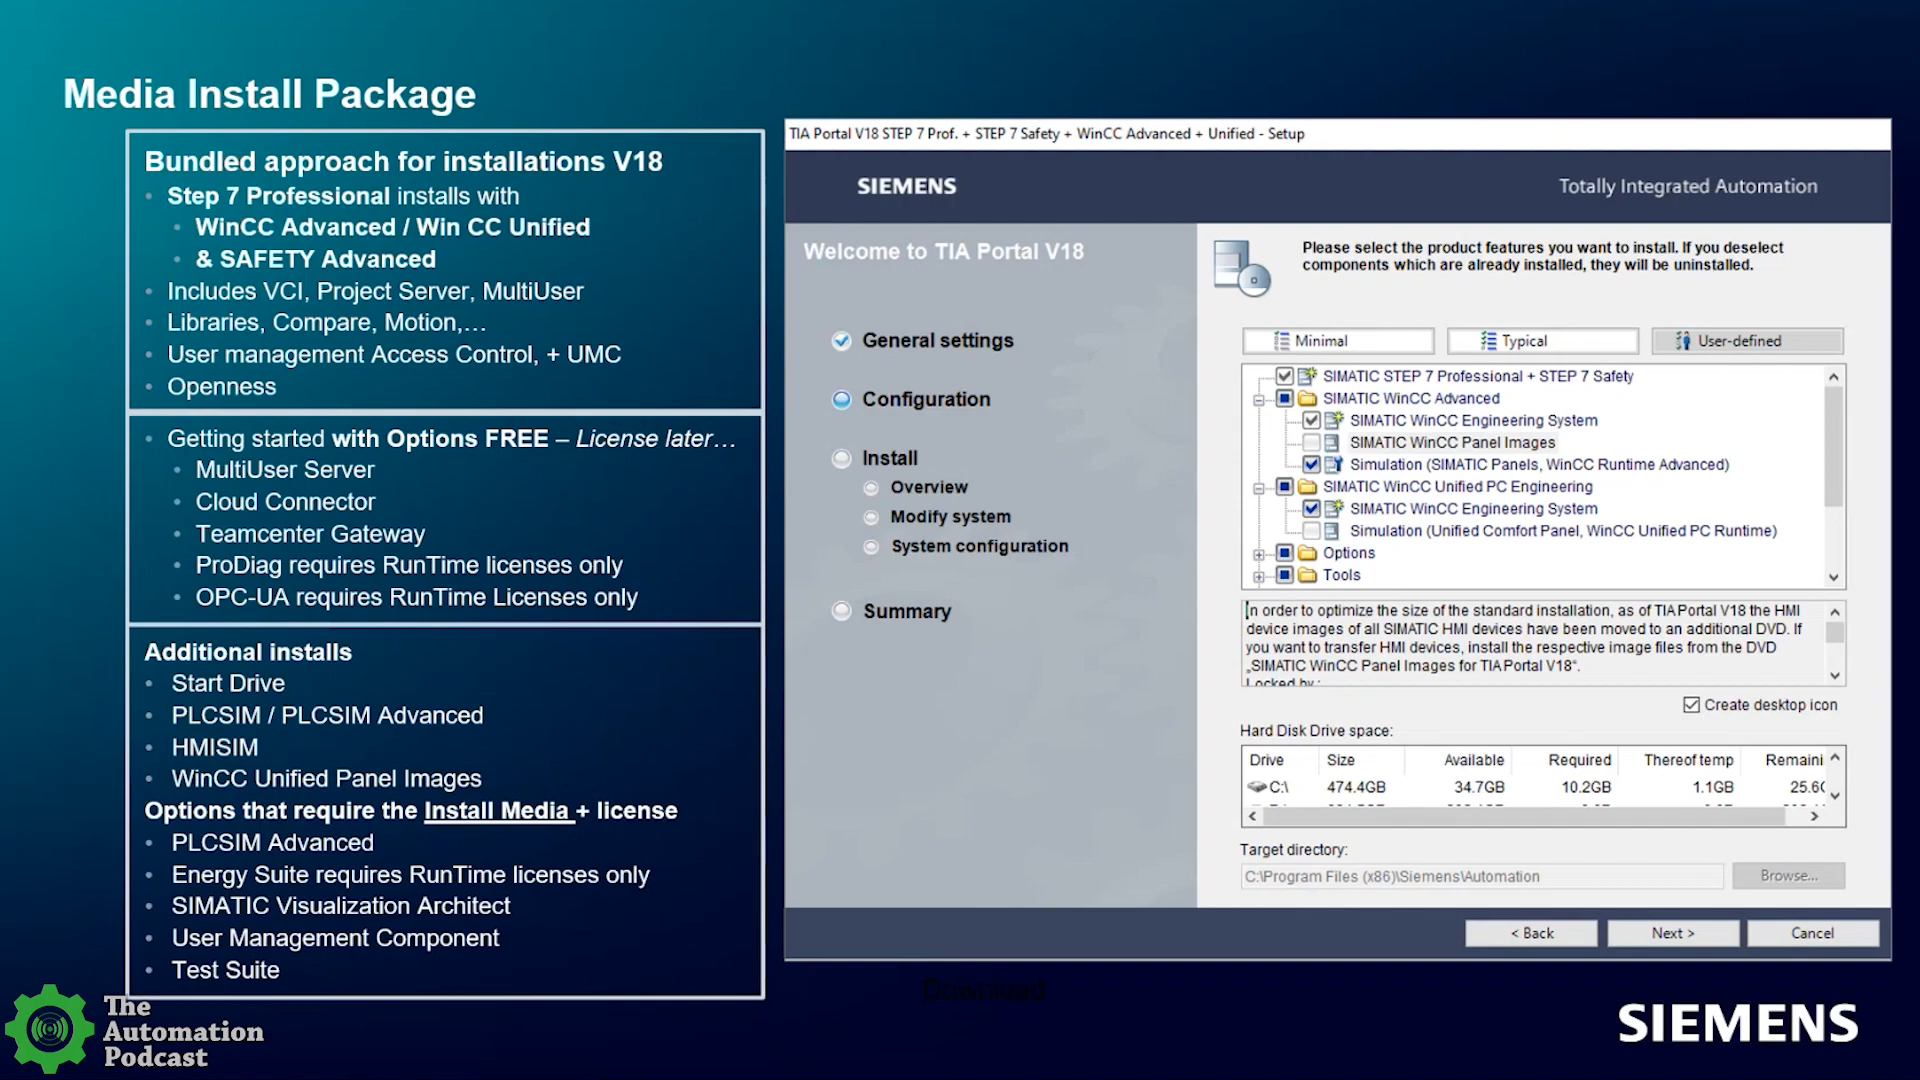 Media Install Package
Bundled approach for installations V18
Step 7 Professional installs with
WinCC Advanced / Win CC Unified
& SAFETY Advanced
Includes VCI, Project Server, MultiUser
Libraries, Compare, Motion,…
User management Access Control, + UMC
Openness
Getting started with Options FREE – License later…
MultiUser Server
Cloud Connector
Teamcenter Gateway
ProDiag requires RunTime licenses only
OPC-UA requires RunTime Licenses only
Additional installs
Start Drive
PLCSIM / PLCSIM Advanced
HMISIM
WinCC Unified Panel Images
Options that require the Install Media + license
PLCSIM Advanced
Energy Suite requires RunTime licenses only
SIMATIC Visualization Architect
User Management Component
Test Suite
The
Automation
Podcast
TIA Portal V18 STEP 7 Prof. + STEP 7 Safety + WinCC Advanced + Unified - Setup
SIEMENS
Totally Integrated Automation
Welcome to TIA Portal V18
General settings
Configuration
Install
Overview
Modify system
System configuration
Summary
Please select the product features you want to install. If you deselect
components which are already installed, they will be uninstalled.
Minimal Typical User-defined
SIMATIC STEP 7 Professional + STEP 7 Safety
SIMATIC WinCC Advanced
SIMATIC WinCC Engineering System
SIMATIC WinCC Panel Images
Simulation (SIMATIC Panels, WinCC Runtime Advanced)
SIMATIC WinCC Unified PC Engineering
SIMATIC WinCC Engineering System
Simulation (Unified Comfort Panel, WinCC Unified PC Runtime)
Options
Tools
In order to optimize the size of the standard installation, as of TIA Portal V18 the HMI
device images of all SIMATIC HMI devices have been moved to an additional DVD. If
you want to transfer HMI devices, install the respective image files from the DVD
„SIMATIC WinCC Panel Images for TIA Portal V18“.
Locked by :
Create desktop icon
Hard Disk Drive space:
Drive Size Available Required Thereof temp Remaini
C:\ 474.4GB 34.7GB 10.2GB 1.1GB 25.6
Target directory:
C:\Program Files (x86)\Siemens\Automation
Browse...
< Back Next > Cancel
Download
SIEMENS